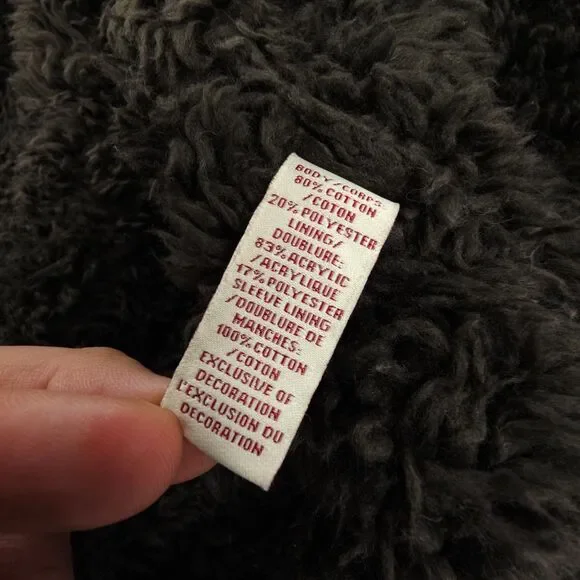 BODY/CORPS:
80% COTTON
/COTON
20% POLYESTER
LINING/
DOUBLURE:
83% ACRYLIC
/ACRYLIQUE
17% POLYESTER
SLEEVE LINING
/DOUBLURE DE
MANCHES:
100% COTTON
/COTON
EXCLUSIVE OF
DECORATION
L'EXCLUSION DU
DECORATION